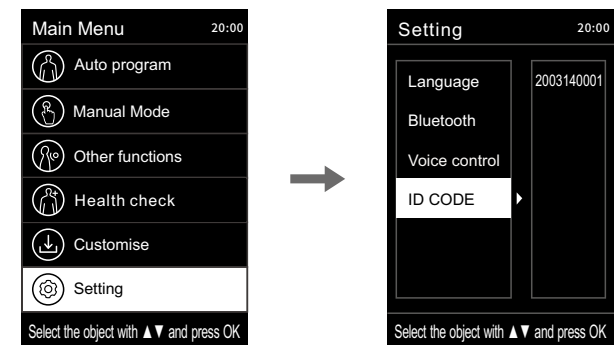 Main Menu 20:00
Auto program
Manual Mode
Other functions
Health check
Customise
Setting
Select the object with ▲▼ and press OK
Setting 20:00
Language 2003140001
Bluetooth
Voice control
ID CODE
Select the object with ▲▼ and press OK